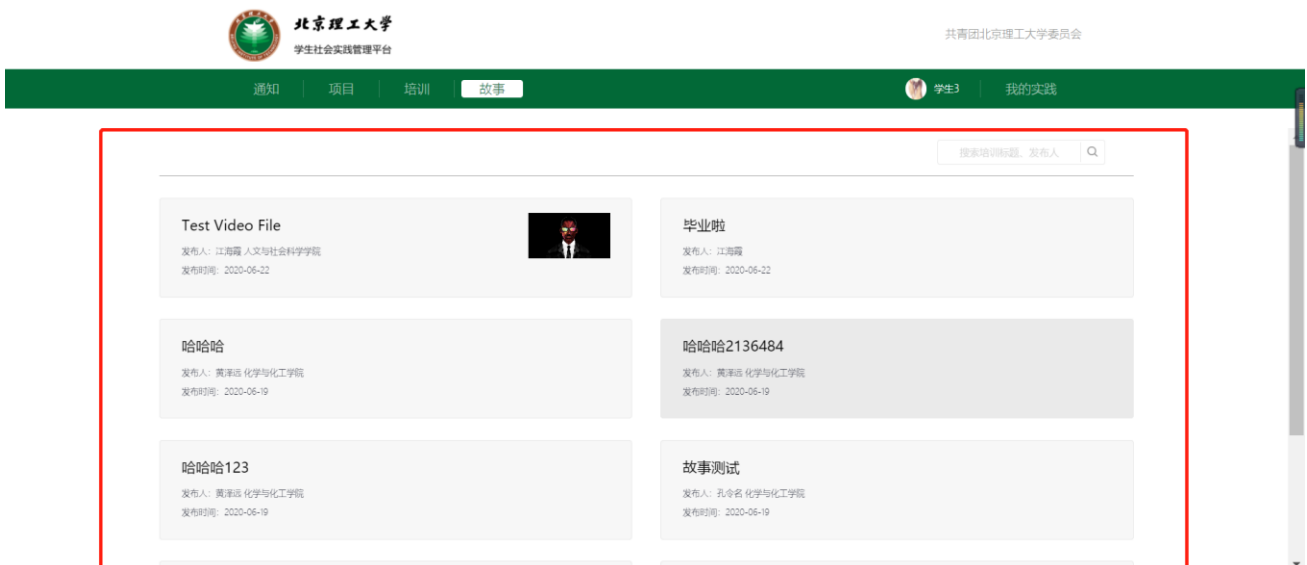 北京理工大学
学生社会实践管理平台
共青团北京理工大学委员会
通知 项目 培训 故事 学生3 我的实践
搜索培训标题、发布人
Test Video File
发布人：江海霞 人文与社会科学学院
发布时间：2020-06-22
毕业啦
发布人：江海霞
发布时间：2020-06-22
哈哈哈
发布人：黄泽远 化学与化工学院
发布时间：2020-06-19
哈哈哈2136484
发布人：黄泽远 化学与化工学院
发布时间：2020-06-19
哈哈哈123
发布人：黄泽远 化学与化工学院
发布时间：2020-06-19
故事测试
发布人：孔令名 化学与化工学院
发布时间：2020-06-19